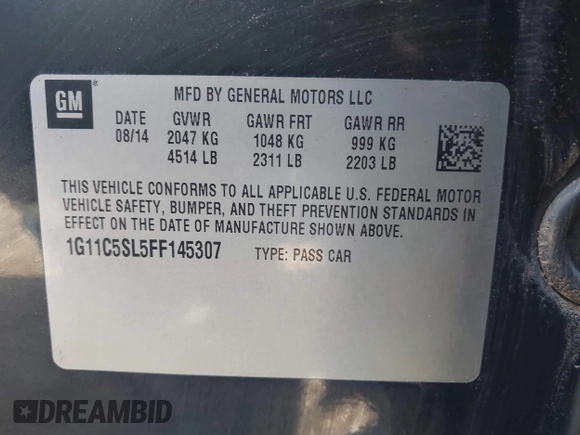 GM
MFD BY GENERAL MOTORS LLC
DATE GVWR GAWR FRT GAWR RR
08/14 2047 KG 1048 KG 999 KG
4514 LB 2311 LB 2203 LB
THIS VEHICLE CONFORMS TO ALL APPLICABLE U.S. FEDERAL MOTOR
VEHICLE SAFETY, BUMPER, AND THEFT PREVENTION STANDARDS IN
EFFECT ON THE DATE OF MANUFACTURE SHOWN ABOVE.
1G11C5SL5FF145307 TYPE: PASS CAR
DREAMBID